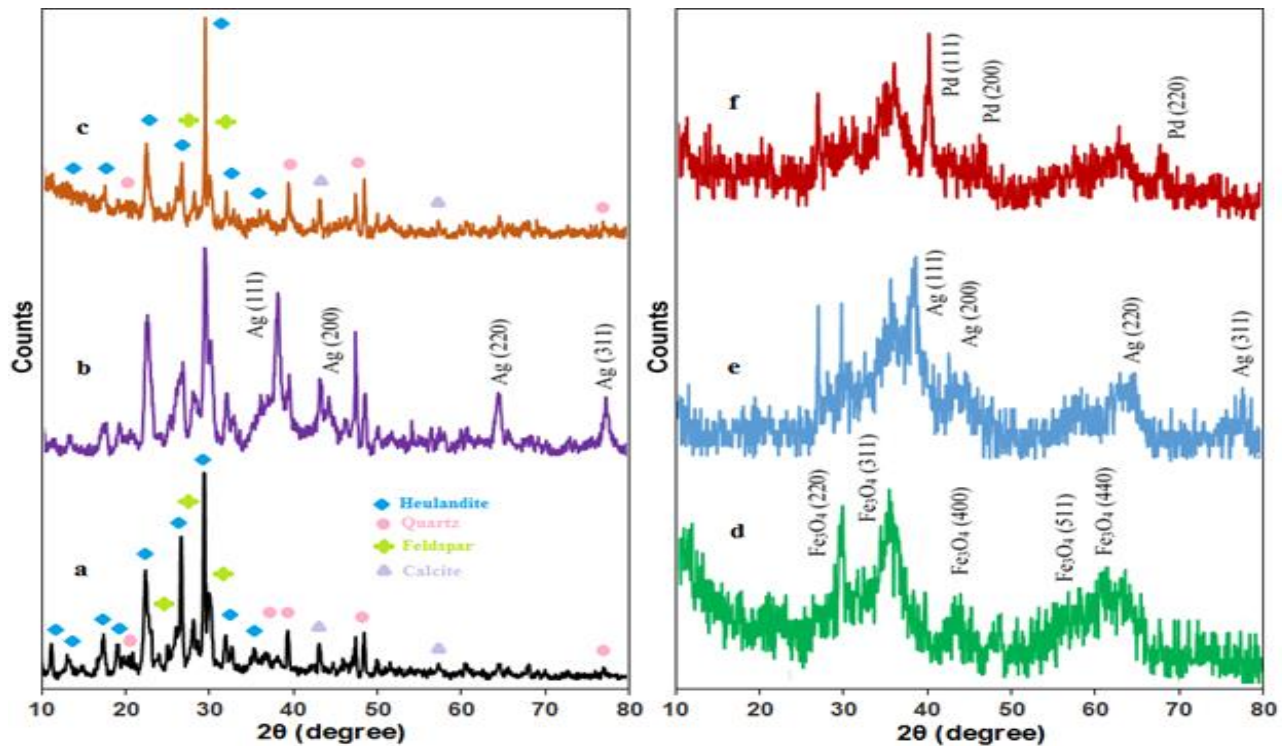 c
Counts
Ag (111)
Ag (200)
Ag (220)
Ag (311)
b
Heulandite
Quartz
Feldspar
Calcite
a
10 20 30 40 50 60 70 80
2θ (degree)
f
Pd (111)
Pd (200)
Pd (220)
Counts
e
Ag (111)
Ag (200)
Ag (220)
Ag (311)
Fe₃O₄ (220)
Fe₃O₄ (311)
Fe₃O₄ (400)
Fe₃O₄ (511)
Fe₃O₄ (440)
d
10 20 30 40 50 60 70 80
2θ (degree)